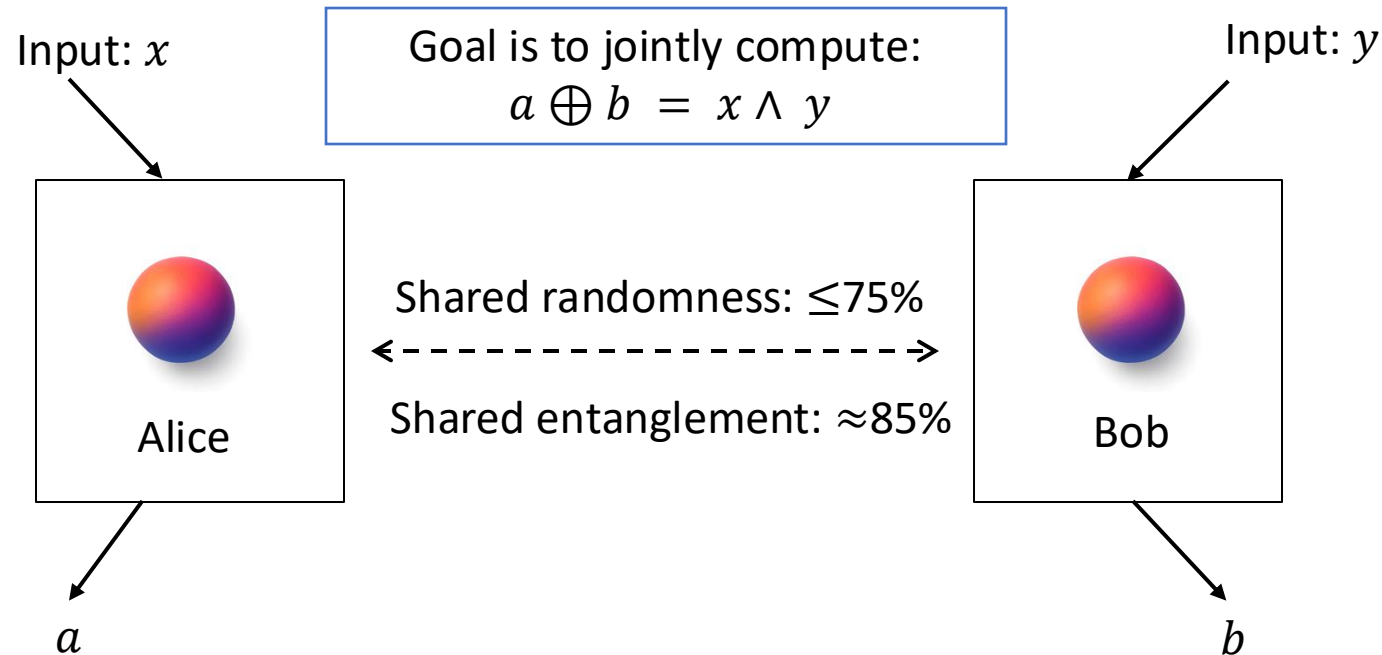 Input: x
Goal is to jointly compute:
a ⊕ b = x ∧ y
Input: y
Shared randomness: ≤75%
Shared entanglement: ≈85%
Alice
Bob
a
b